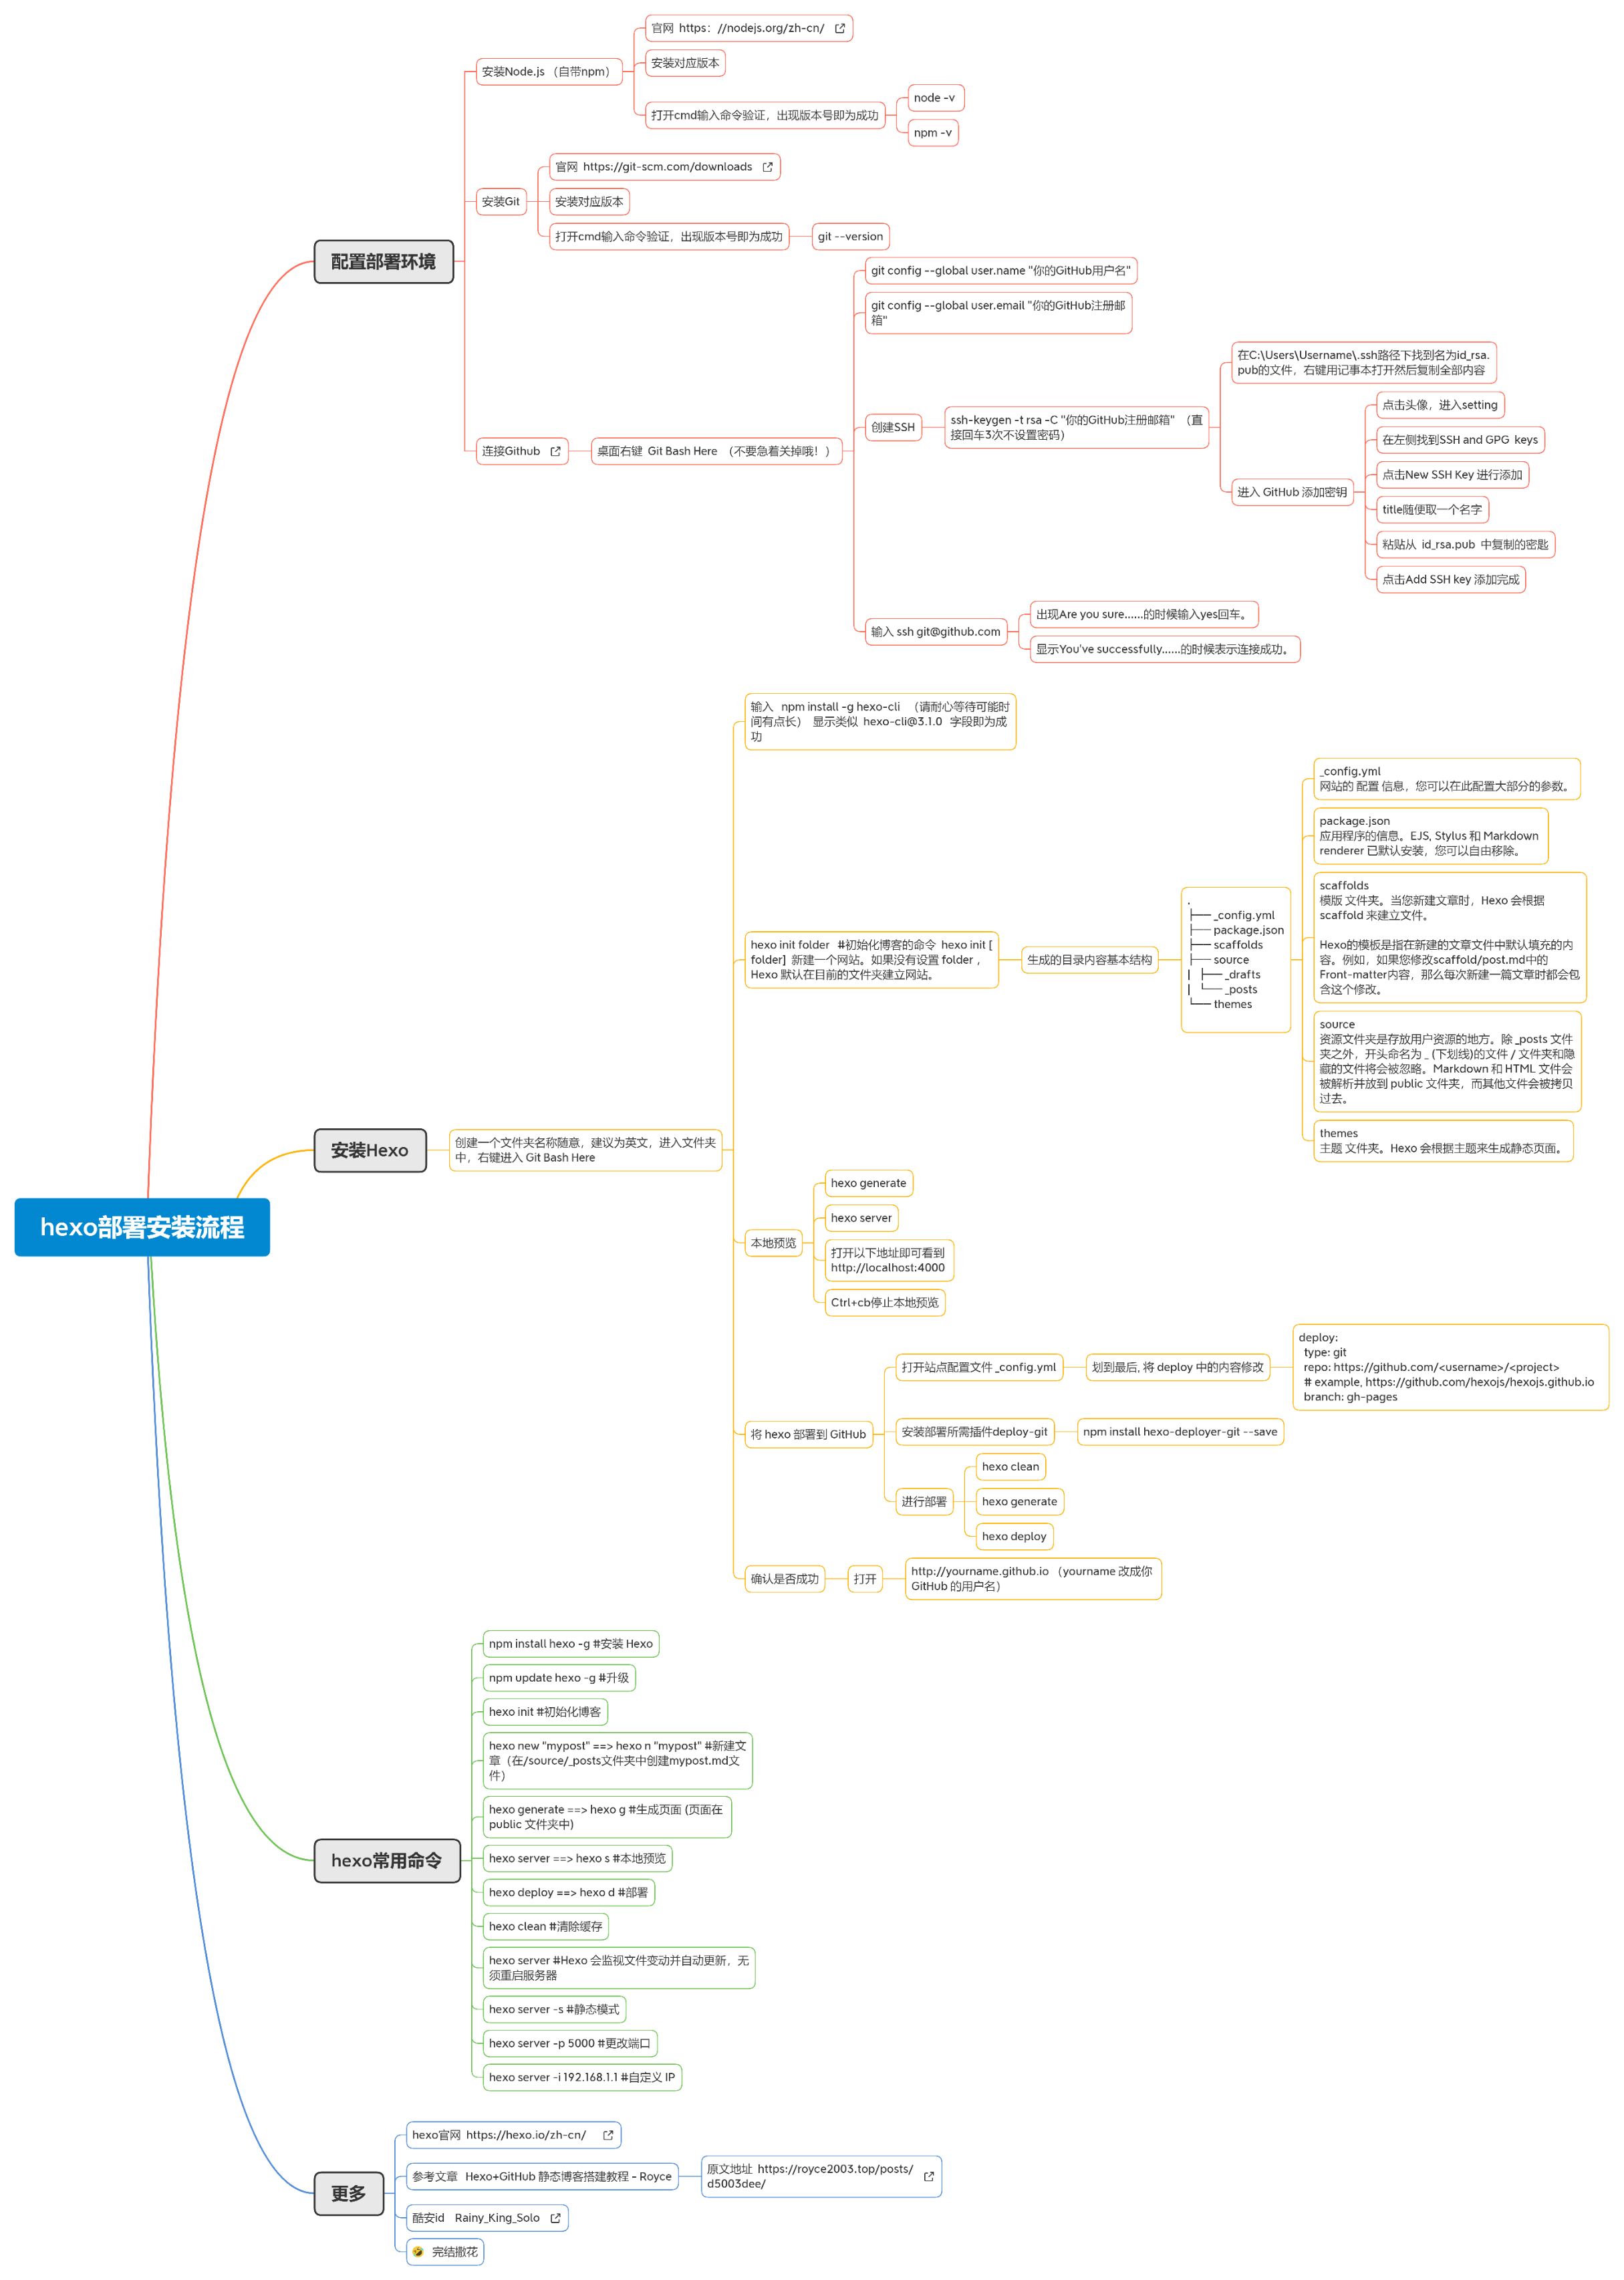 hexo部署安装流程
配置部署环境
安装Node.js （自带npm）
官网 https：//nodejs.org/zh-cn/
安装对应版本
打开cmd输入命令验证，出现版本号即为成功
node -v
npm -v
安装Git
官网 https://git-scm.com/downloads
安装对应版本
打开cmd输入命令验证，出现版本号即为成功
git --version
连接Github
桌面右键 Git Bash Here （不要急着关掉哦！）
git config --global user.name "你的GitHub用户名"
git config --global user.email "你的GitHub注册邮
箱"
创建SSH
ssh-keygen -t rsa -C "你的GitHub注册邮箱" （直
接回车3次不设置密码）
在C:\Users\Username\.ssh路径下找到名为id_rsa.
pub的文件，右键用记事本打开然后复制全部内容
进入 GitHub 添加密钥
点击头像，进入setting
在左侧找到SSH and GPG keys
点击New SSH Key 进行添加
title随便取一个名字
粘贴从 id_rsa.pub 中复制的密匙
点击Add SSH key 添加完成
输入 ssh git@github.com
出现Are you sure......的时候输入yes回车。
显示You've successfully......的时候表示连接成功。
安装Hexo
创建一个文件夹名称随意，建议为英文，进入文件夹
中，右键进入 Git Bash Here
输入 npm install -g hexo-cli （请耐心等待可能时
间有点长） 显示类似 hexo-cli@3.1.0 字段即为成
功
hexo init folder #初始化博客的命令 hexo init [
folder] 新建一个网站。如果没有设置 folder ，
Hexo 默认在目前的文件夹建立网站。
生成的目录内容基本结构
.
├── _config.yml
├── package.json
├── scaffolds
├── source
| ├── _drafts
| └── _posts
└── themes
_config.yml
网站的 配置 信息，您可以在此配置大部分的参数。
package.json
应用程序的信息。EJS, Stylus 和 Markdown
renderer 已默认安装，您可以自由移除。
scaffolds
模版 文件夹。当您新建文章时，Hexo 会根据
scaffold 来建立文件。
Hexo的模板是指在新建的文章文件中默认填充的内
容。例如，如果您修改scaffold/post.md中的
Front-matter内容，那么每次新建一篇文章时都会包
含这个修改。
source
资源文件夹是存放用户资源的地方。除 _posts 文件
夹之外，开头命名为 _ (下划线)的文件 / 文件夹和隐
藏的文件将会被忽略。Markdown 和 HTML 文件会
被解析并放到 public 文件夹，而其他文件会被拷贝
过去。
themes
主题 文件夹。Hexo 会根据主题来生成静态页面。
本地预览
hexo generate
hexo server
打开以下地址即可看到
http://localhost:4000
Ctrl+cb停止本地预览
将 hexo 部署到 GitHub
打开站点配置文件 _config.yml
划到最后, 将 deploy 中的内容修改
deploy:
type: git
repo: https://github.com/<username>/<project>
# example, https://github.com/hexojs/hexojs.github.io
branch: gh-pages
安装部署所需插件deploy-git
npm install hexo-deployer-git --save
进行部署
hexo clean
hexo generate
hexo deploy
确认是否成功
打开
http://yourname.github.io （yourname 改成你
GitHub 的用户名）
hexo常用命令
npm install hexo -g #安装 Hexo
npm update hexo -g #升级
hexo init #初始化博客
hexo new "mypost" ==> hexo n "mypost" #新建文
章（在/source/_posts文件夹中创建mypost.md文
件）
hexo generate ==> hexo g #生成页面 (页面在
public 文件夹中)
hexo server ==> hexo s #本地预览
hexo deploy ==> hexo d #部署
hexo clean #清除缓存
hexo server #Hexo 会监视文件变动并自动更新，无
须重启服务器
hexo server -s #静态模式
hexo server -p 5000 #更改端口
hexo server -i 192.168.1.1 #自定义 IP
更多
hexo官网 https://hexo.io/zh-cn/
参考文章 Hexo+GitHub 静态博客搭建教程 - Royce
原文地址 https://royce2003.top/posts/
d5003dee/
酷安id Rainy_King_Solo
🤣 完结撒花